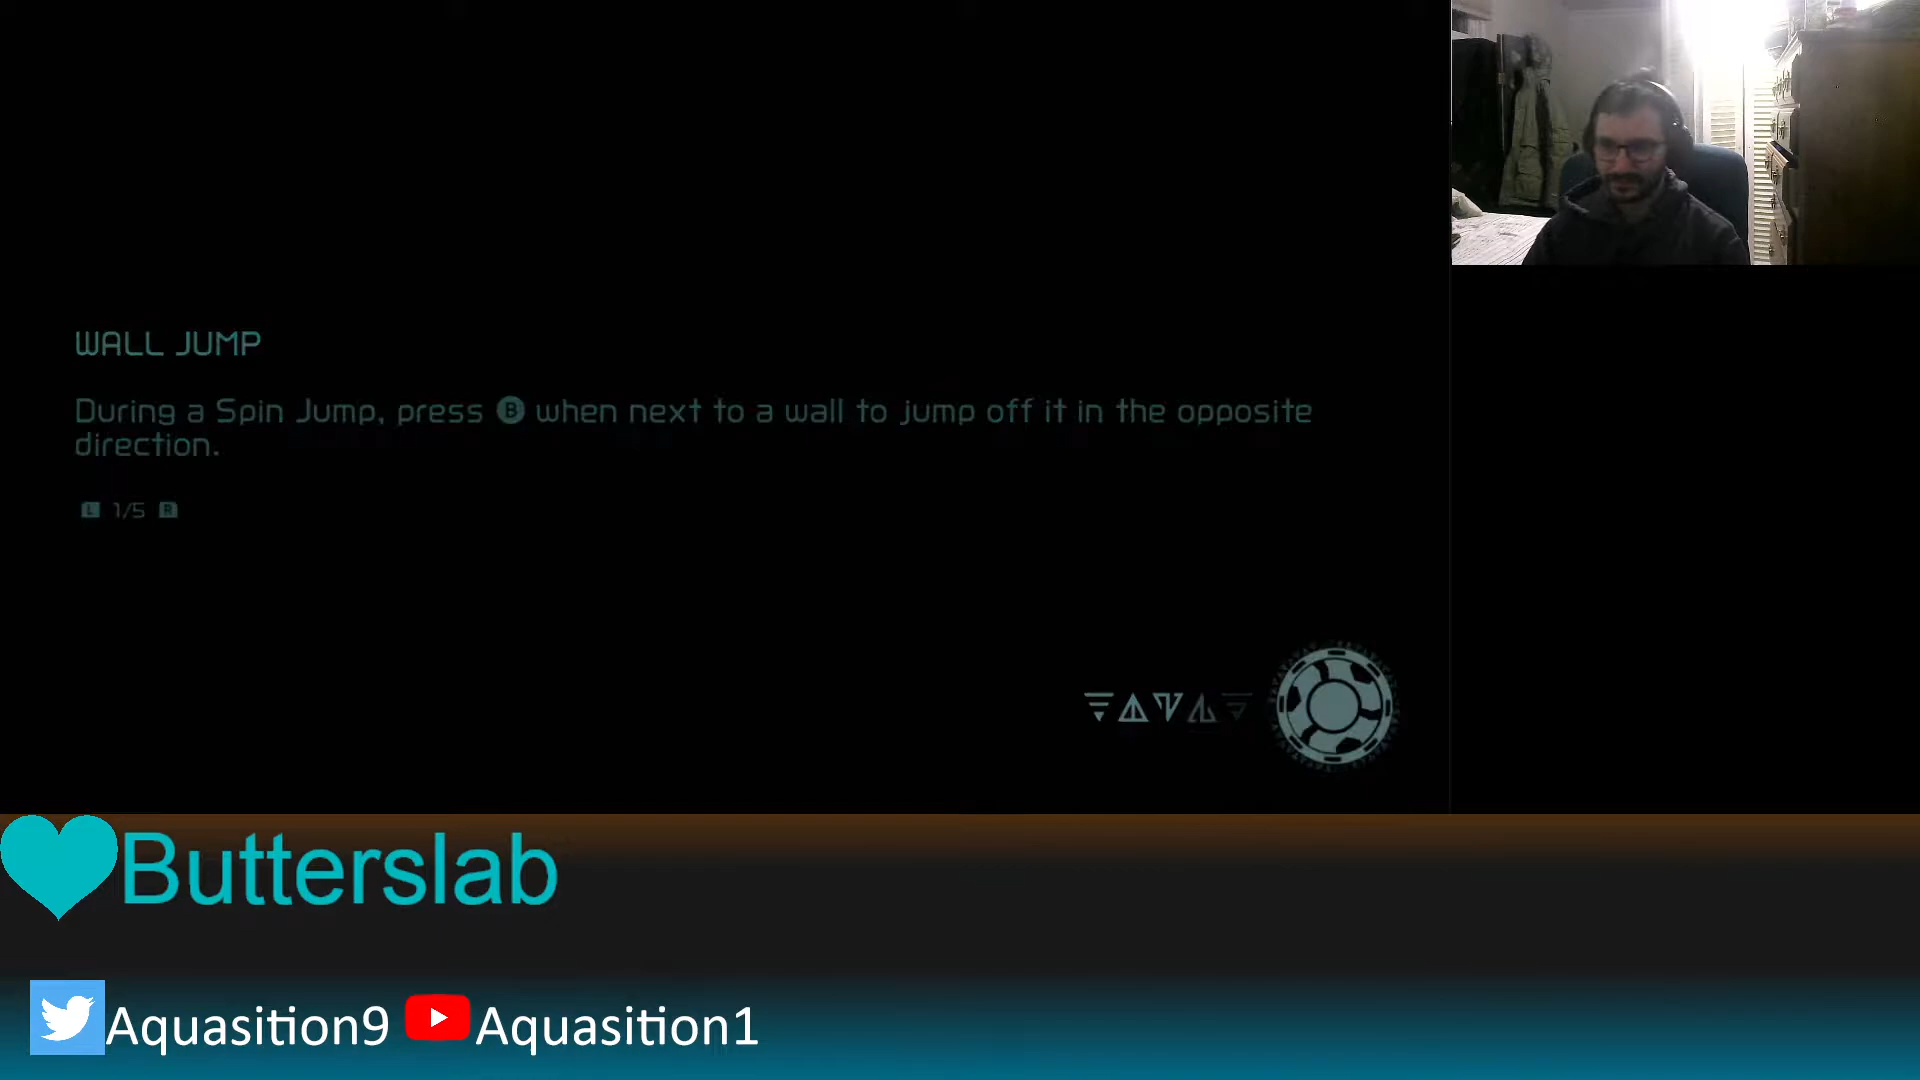 WALL JUMP
During a Spin Jump, press B when next to a wall to jump off it in the opposite
direction.
L 1/5 R
Butterslab
Aquasition9 Aquasition1